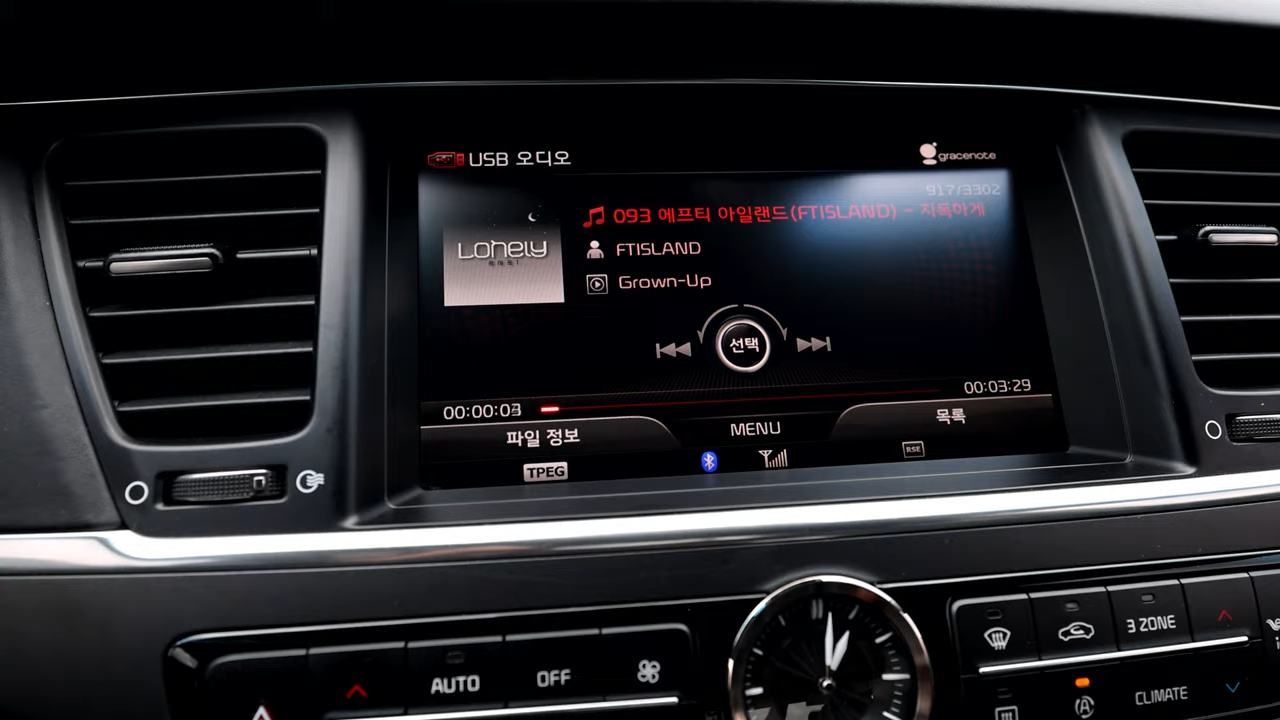 USB 오디오
gracenote
917/3302
093 에프티 아일랜드(FTISLAND) - 지독하게
LONELY
FTISLAND
Grown-Up
선택
00:00:03
00:03:29
파일 정보
MENU
목록
TPEG
RSE
AUTO
OFF
3 ZONE
CLIMATE
A